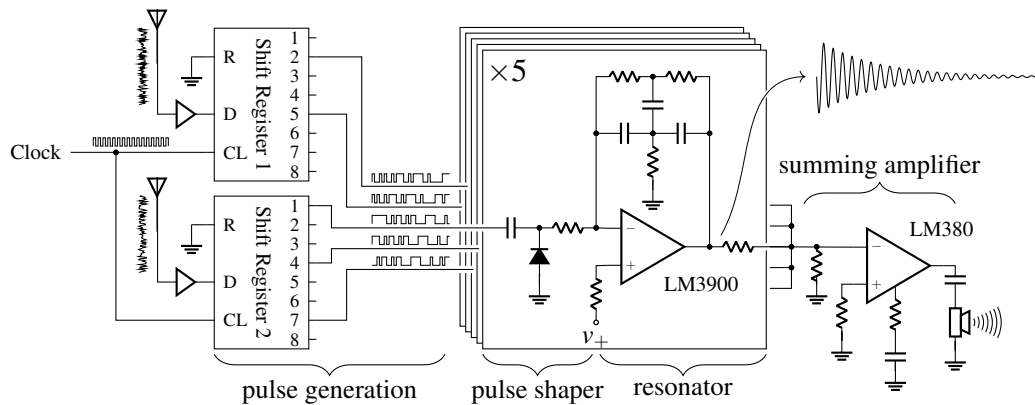 Clock
R
D
CL
Shift Register 1
1
2
3
4
5
6
7
8
R
D
CL
Shift Register 2
1
2
3
4
5
6
7
8
×5
−
+
LM3900
v+
summing amplifier
LM380
−
+
pulse generation
pulse shaper
resonator